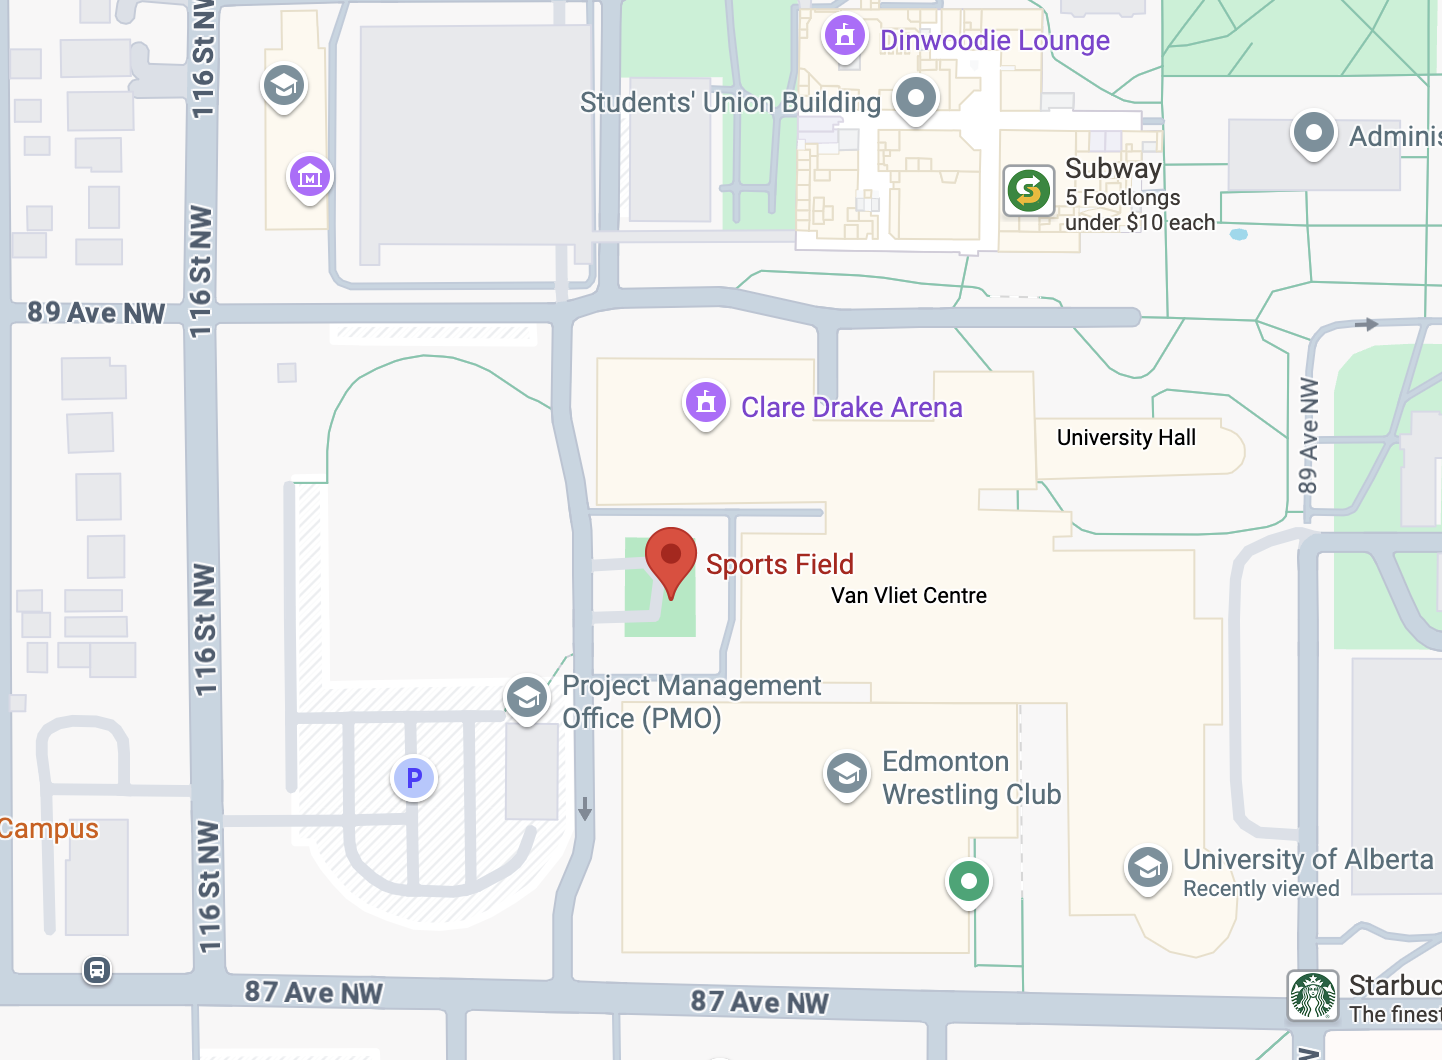 116 St NW
Dinwoodie Lounge
Students' Union Building
Adminis
M
Subway
5 Footlongs
under $10 each
S
116 St NW
89 Ave NW
Clare Drake Arena
University Hall
89 Ave NW
Sports Field
Van Vliet Centre
116 St NW
Project Management
Office (PMO)
P
Edmonton
Wrestling Club
Campus
University of Alberta
Recently viewed
116 St NW
87 Ave NW
87 Ave NW
Starbuc
The finest
W